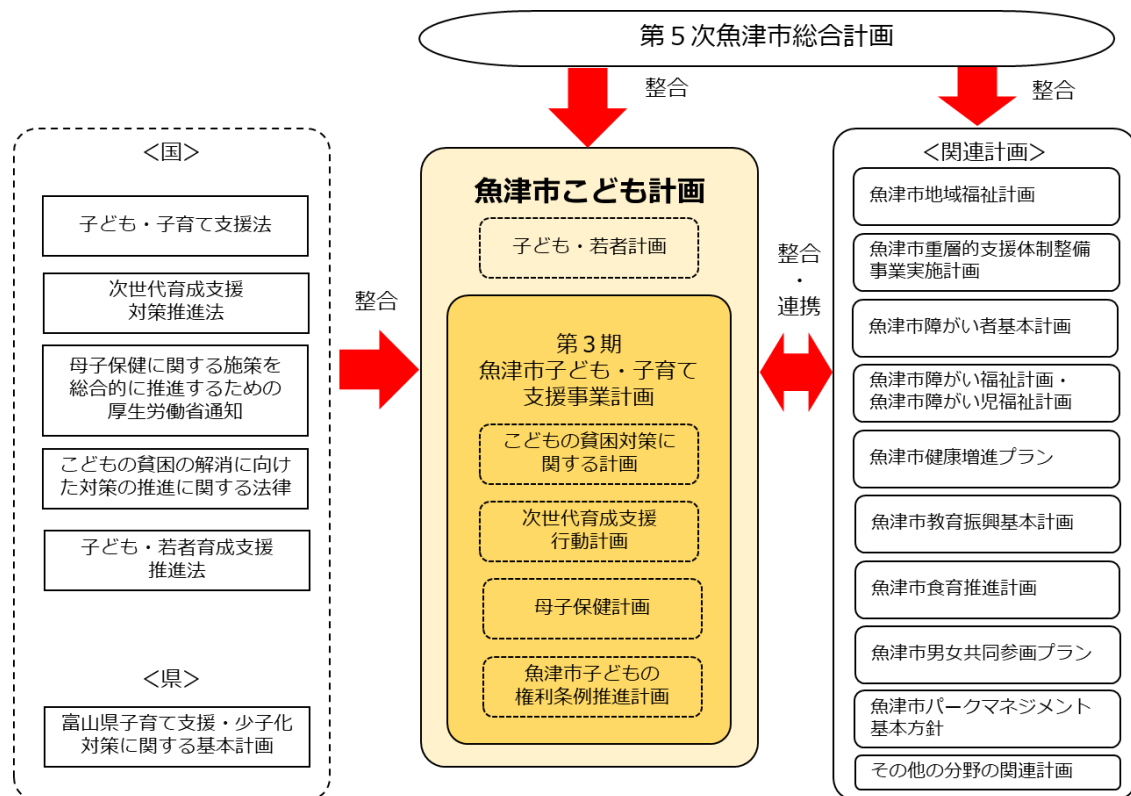 第５次魚津市総合計画
整合
整合
＜国＞
子ども・子育て支援法
次世代育成支援
対策推進法
母子保健に関する施策を
総合的に推進するための
厚生労働省通知
こどもの貧困の解消に向け
た対策の推進に関する法律
子ども・若者育成支援
推進法
＜県＞
富山県子育て支援・少子化
対策に関する基本計画
整合
魚津市こども計画
子ども・若者計画
第３期
魚津市子ども・子育て
支援事業計画
こどもの貧困対策に
関する計画
次世代育成支援
行動計画
母子保健計画
魚津市子どもの
権利条例推進計画
整合
・
連携
＜関連計画＞
魚津市地域福祉計画
魚津市重層的支援体制整備
事業実施計画
魚津市障がい者基本計画
魚津市障がい福祉計画・
魚津市障がい児福祉計画
魚津市健康増進プラン
魚津市教育振興基本計画
魚津市食育推進計画
魚津市男女共同参画プラン
魚津市パークマネジメント
基本方針
その他の分野の関連計画